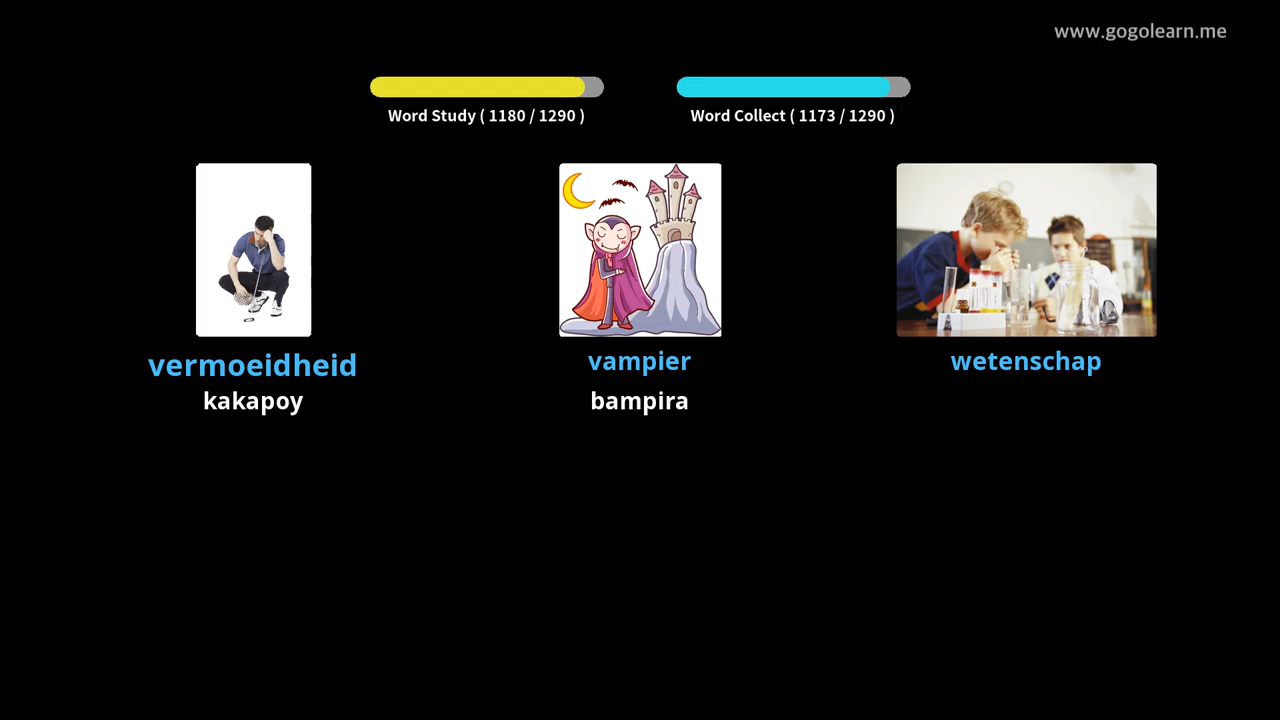 www.gogolearn.me
Word Study ( 1180 / 1290 )
Word Collect ( 1173 / 1290 )
vermoeidheid
kakapoy
vampier
bampira
wetenschap